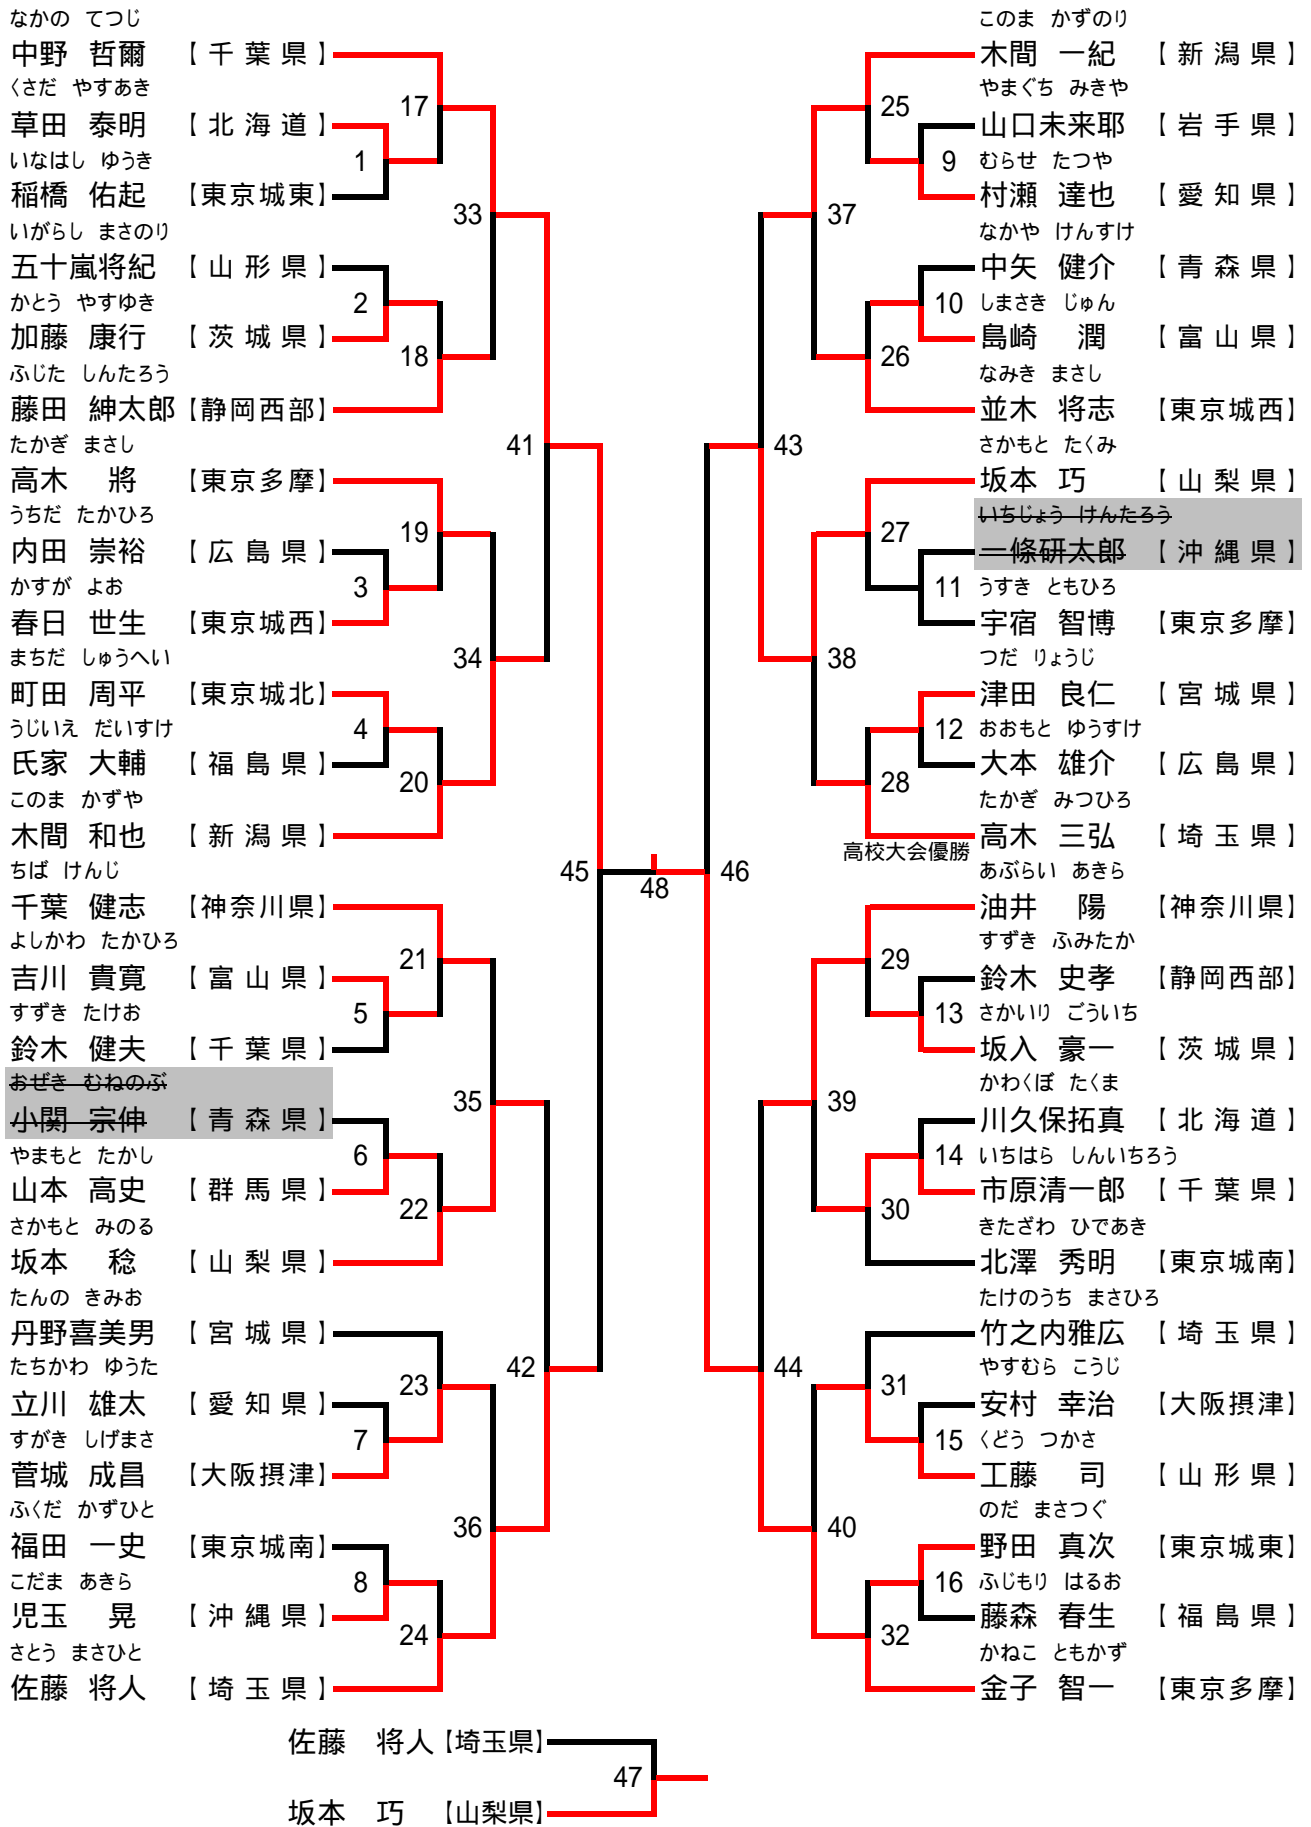 なかの てつじ
中野 哲爾 【千葉県】
くさだ やすあき
草田 泰明 【北海道】
いなはし ゆうき
稲橋 佑起 【東京城東】
いがらし まさのり
五十嵐将紀 【山形県】
かとう やすゆき
加藤 康行 【茨城県】
ふじた しんたろう
藤田 紳太郎 【静岡西部】
たかぎ まさし
高木 將 【東京多摩】
うちだ たかひろ
内田 崇裕 【広島県】
かすが よお
春日 世生 【東京城西】
まちだ しゅうへい
町田 周平 【東京城北】
うじいえ だいすけ
氏家 大輔 【福島県】
このま かずや
木間 和也 【新潟県】
ちば けんじ
千葉 健志 【神奈川県】
よしかわ たかひろ
吉川 貴寛 【富山県】
すずき たけお
鈴木 健夫 【千葉県】
おぜき むねのぶ
小関 宗伸 【青森県】
やまもと たかし
山本 高史 【群馬県】
さかもと みのる
坂本 稔 【山梨県】
たんの きみお
丹野喜美男 【宮城県】
たちかわ ゆうた
立川 雄太 【愛知県】
すがき しげまさ
菅城 成昌 【大阪摂津】
ふくだ かずひと
福田 一史 【東京城南】
こだま あきら
児玉 晃 【沖縄県】
さとう まさひと
佐藤 将人 【埼玉県】
1
2
3
4
5
6
7
8
17
18
19
20
21
22
23
24
33
34
35
36
41
42
45
48
46
43
44
37
38
39
40
25
26
27
28
29
30
31
32
9
10
11
12
13
14
15
16
このま かずのり
木間 一紀 【新潟県】
やまぐち みきや
山口未来耶 【岩手県】
むらせ たつや
村瀬 達也 【愛知県】
なかや けんすけ
中矢 健介 【青森県】
しまさき じゅん
島崎 潤 【富山県】
なみき まさし
並木 将志 【東京城西】
さかもと たくみ
坂本 巧 【山梨県】
いちじょう けんたろう
一條研太郎 【沖縄県】
うすき ともひろ
宇宿 智博 【東京多摩】
つだ りょうじ
津田 良仁 【宮城県】
おおもと ゆうすけ
大本 雄介 【広島県】
たかぎ みつひろ
高木 三弘 【埼玉県】
高校大会優勝
あぶらい あきら
油井 陽 【神奈川県】
すずき ふみたか
鈴木 史孝 【静岡西部】
さかいり ごういち
坂入 豪一 【茨城県】
かわくぼ たくま
川久保拓真 【北海道】
いちはら しんいちろう
市原清一郎 【千葉県】
きたざわ ひであき
北澤 秀明 【東京城南】
たけのうち まさひろ
竹之内雅広 【埼玉県】
やすむら こうじ
安村 幸治 【大阪摂津】
くどう つかさ
工藤 司 【山形県】
のだ まさつぐ
野田 真次 【東京城東】
ふじもり はるお
藤森 春生 【福島県】
かねこ ともかず
金子 智一 【東京多摩】
佐藤 将人【埼玉県】
47
坂本 巧 【山梨県】